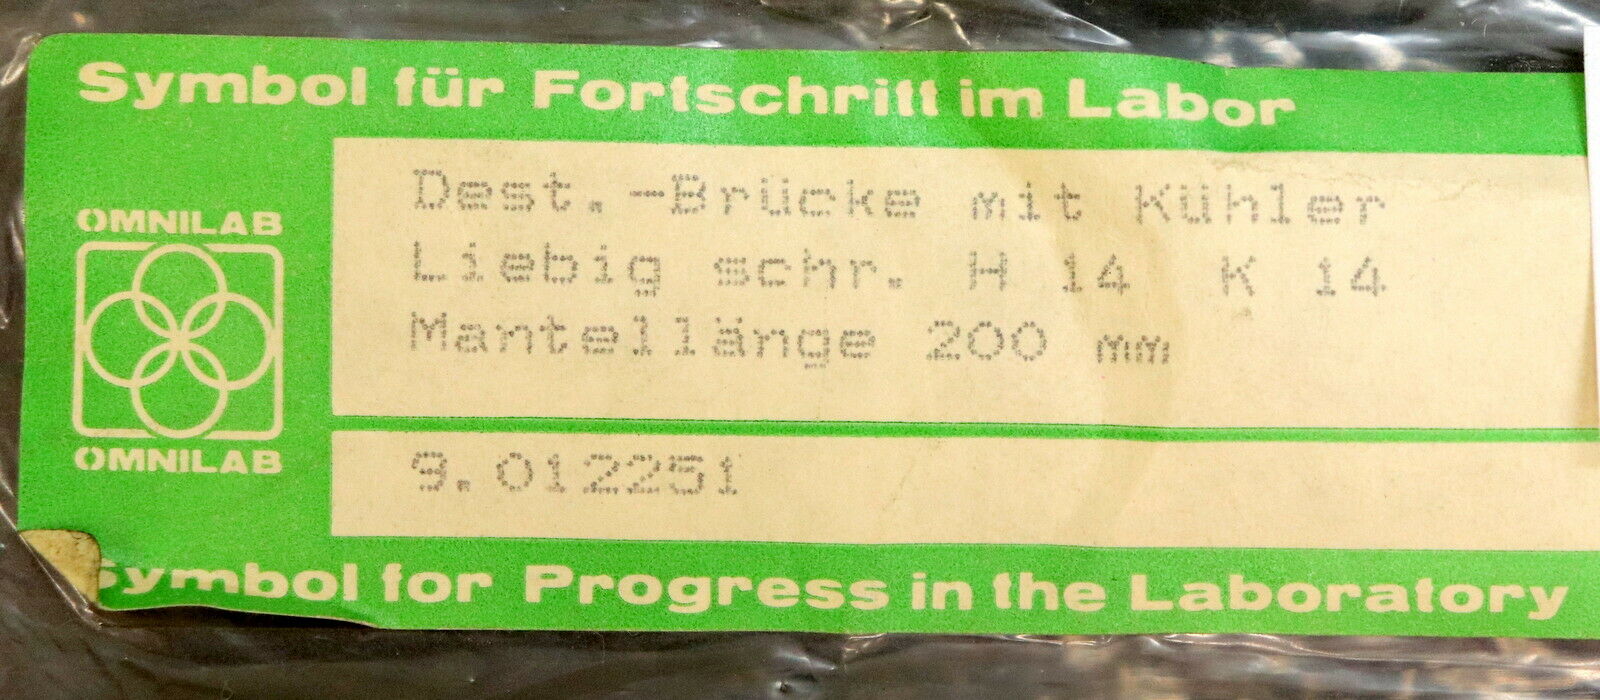 Symbol für Fortschritt im Labor
OMNILAB
OMNILAB
Dest.-Brücke mit Kühler
Liebig schr. H 14 K 14
Mantellänge 200 mm
9.012251
Symbol for Progress in the Laboratory